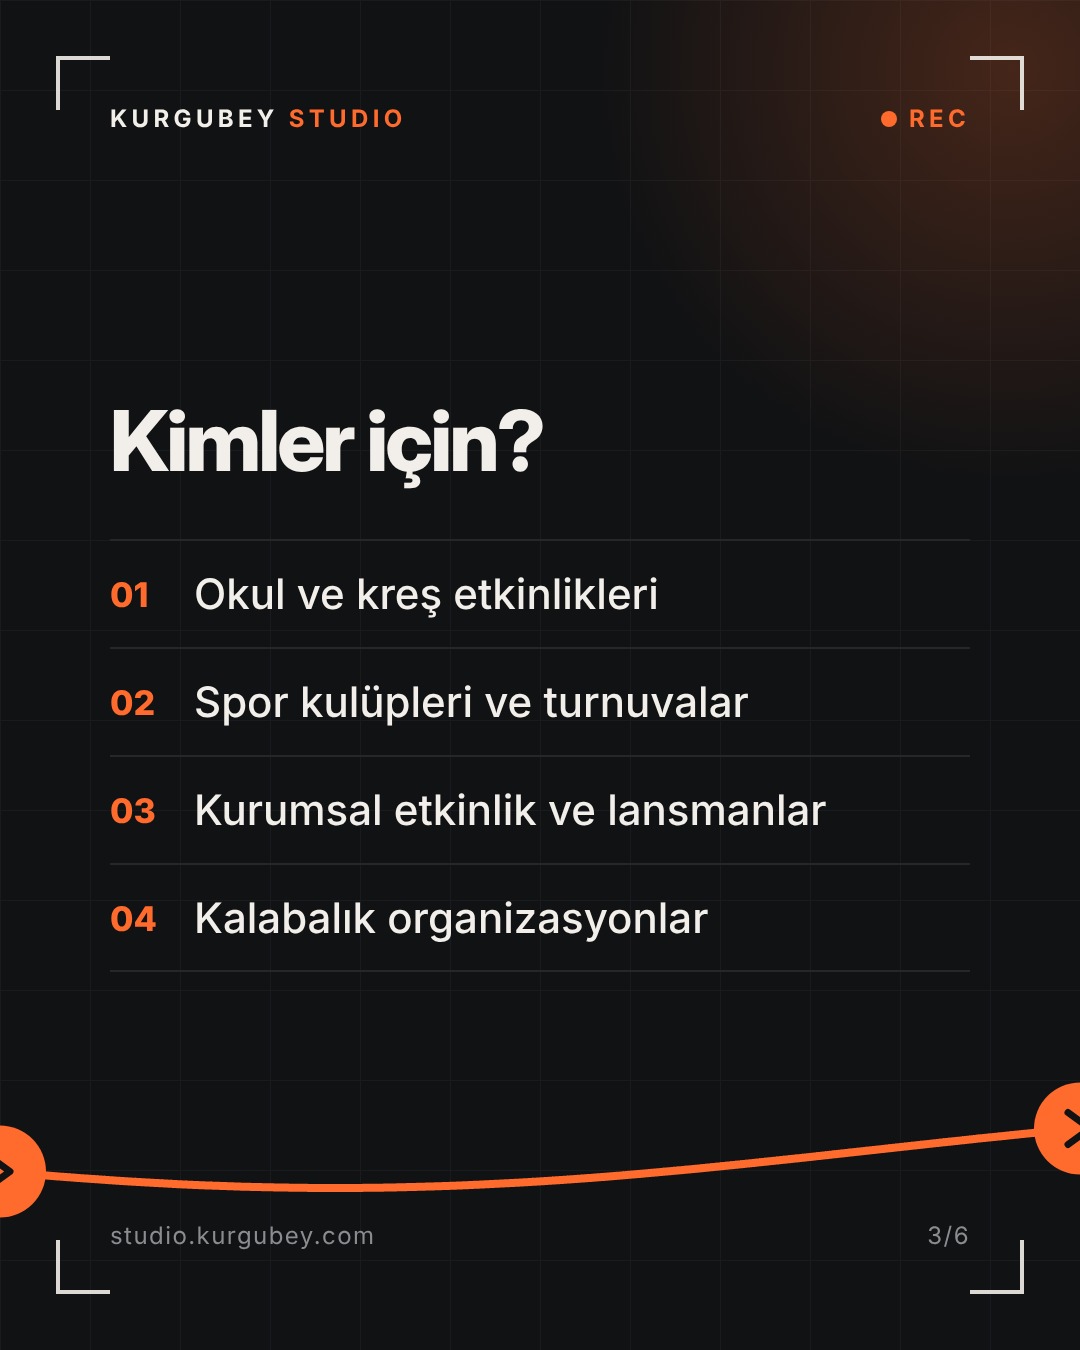 KURGUBEY STUDIO
REC
Kimler için?
01 Okul ve kreş etkinlikleri
02 Spor kulüpleri ve turnuvalar
03 Kurumsal etkinlik ve lansmanlar
04 Kalabalık organizasyonlar
studio.kurgubey.com
3/6